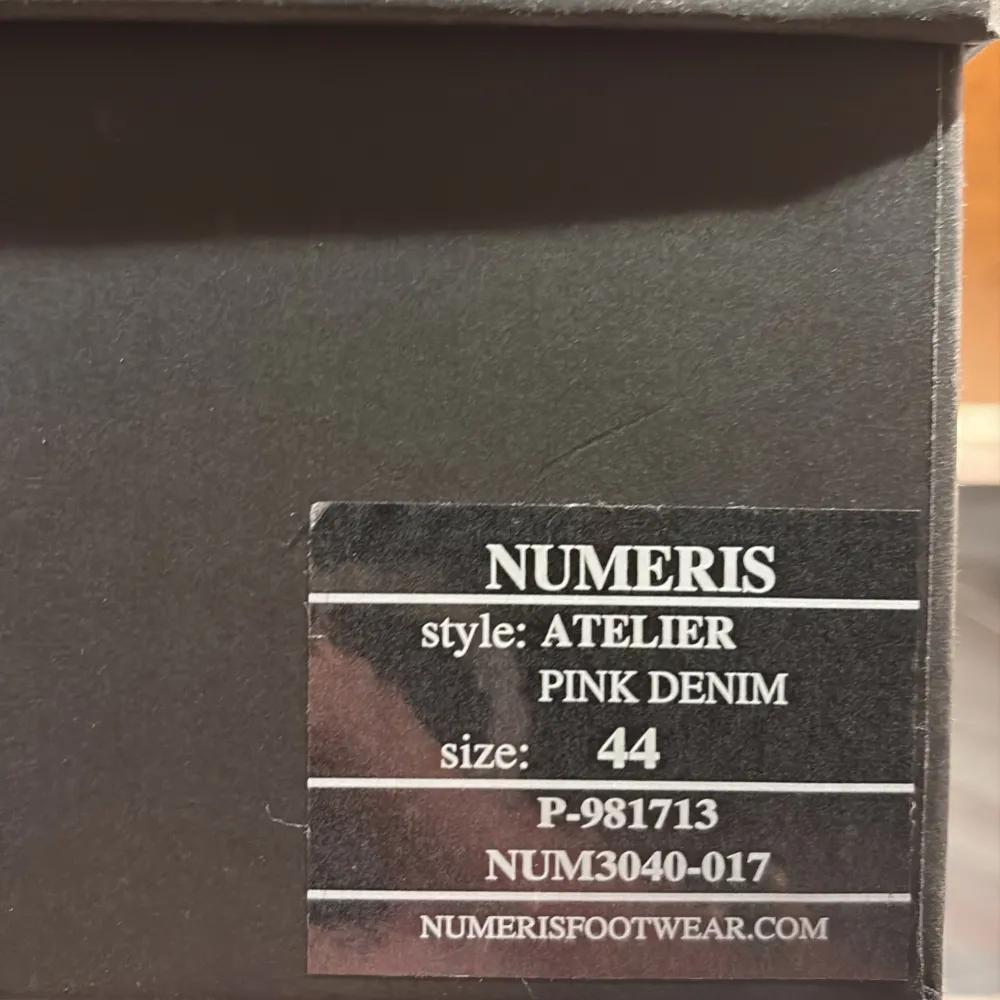 NUMERIS
style: ATELIER
PINK DENIM
size: 44
P-981713
NUM3040-017
NUMERISFOOTWEAR.COM